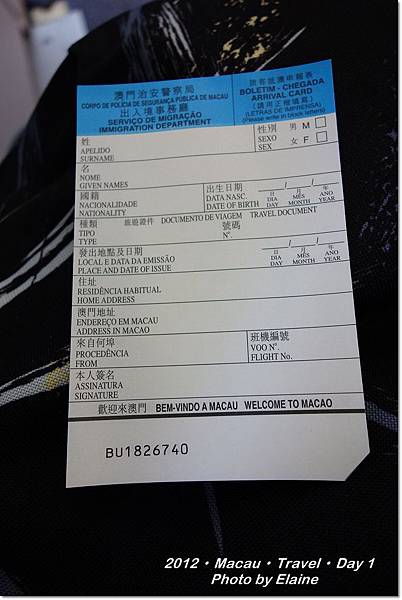 澳門治安警察局
CORPO DE POLÍCIA DE SEGURANÇA PÚBLICA DE MACAU
出入境事務廳
SERVIÇO DE MIGRAÇÃO
IMMIGRATION DEPARTMENT
旅客抵澳申報表
BOLETIM - CHEGADA
ARRIVAL CARD
(請用正楷填寫)
(LETRAS DE IMPRENSA)
(Please write in block letters)
姓
APELIDO
SURNAME
性別 男 M
SEXO 女 F
SEX
名
NOME
GIVEN NAMES
國籍
NACIONALIDADE
NATIONALITY
出生日期
DATA NASC.
DATE OF BIRTH
日 月 年
DIA MÊS ANO
DAY MONTH YEAR
種類 旅遊證件 DOCUMENTO DE VIAGEM TRAVEL DOCUMENT
TIPO
TYPE
號碼
Nº.
發出地點及日期
LOCAL E DATA DA EMISSÃO
PLACE AND DATE OF ISSUE
日 月 年
DIA MÊS ANO
DAY MONTH YEAR
住址
RESIDÊNCIA HABITUAL
HOME ADDRESS
澳門地址
ENDEREÇO EM MACAU
ADDRESS IN MACAO
來自何埠
PROCEDÊNCIA
FROM
班機編號
VOO Nº.
FLIGHT No.
本人簽名
ASSINATURA
SIGNATURE
歡迎來澳門 BEM-VINDO A MACAU WELCOME TO MACAO
BU1826740
2012・Macau・Travel・Day 1
Photo by Elaine